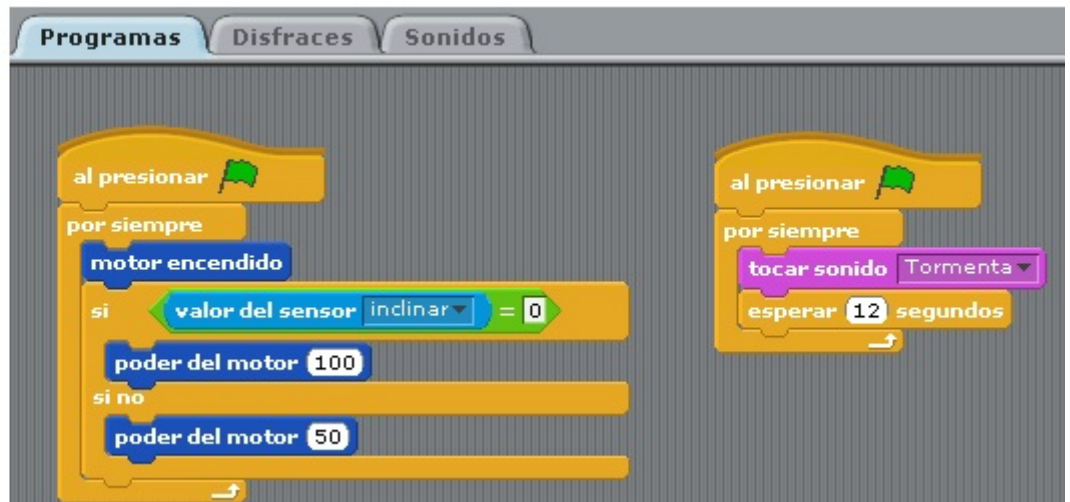 Programas Disfraces Sonidos
al presionar
por siempre
motor encendido
si valor del sensor inclinar = 0
poder del motor 100
si no
poder del motor 50
al presionar
por siempre
tocar sonido Tormenta
esperar 12 segundos